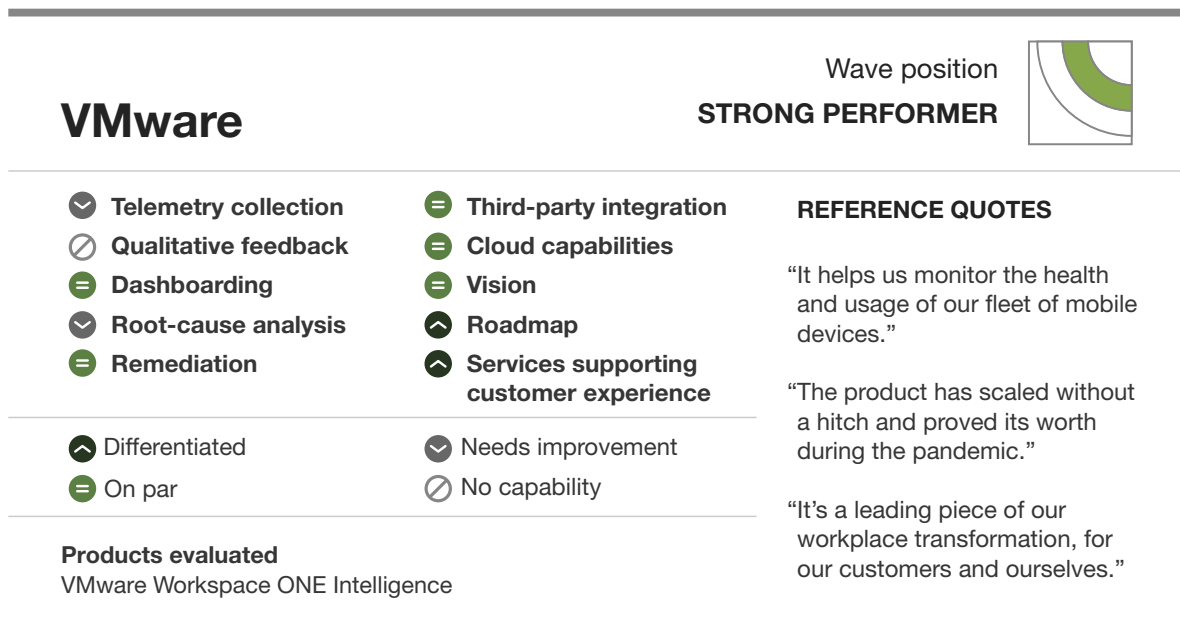 Wave position
STRONG PERFORMER
VMware
Telemetry collection
Qualitative feedback
Dashboarding
Root-cause analysis
Remediation
Third-party integration
Cloud capabilities
Vision
Roadmap
Services supporting
customer experience
Differentiated
On par
Needs improvement
No capability
Products evaluated
VMware Workspace ONE Intelligence
REFERENCE QUOTES
“It helps us monitor the health
and usage of our fleet of mobile
devices.”
“The product has scaled without
a hitch and proved its worth
during the pandemic.”
“It’s a leading piece of our
workplace transformation, for
our customers and ourselves.”